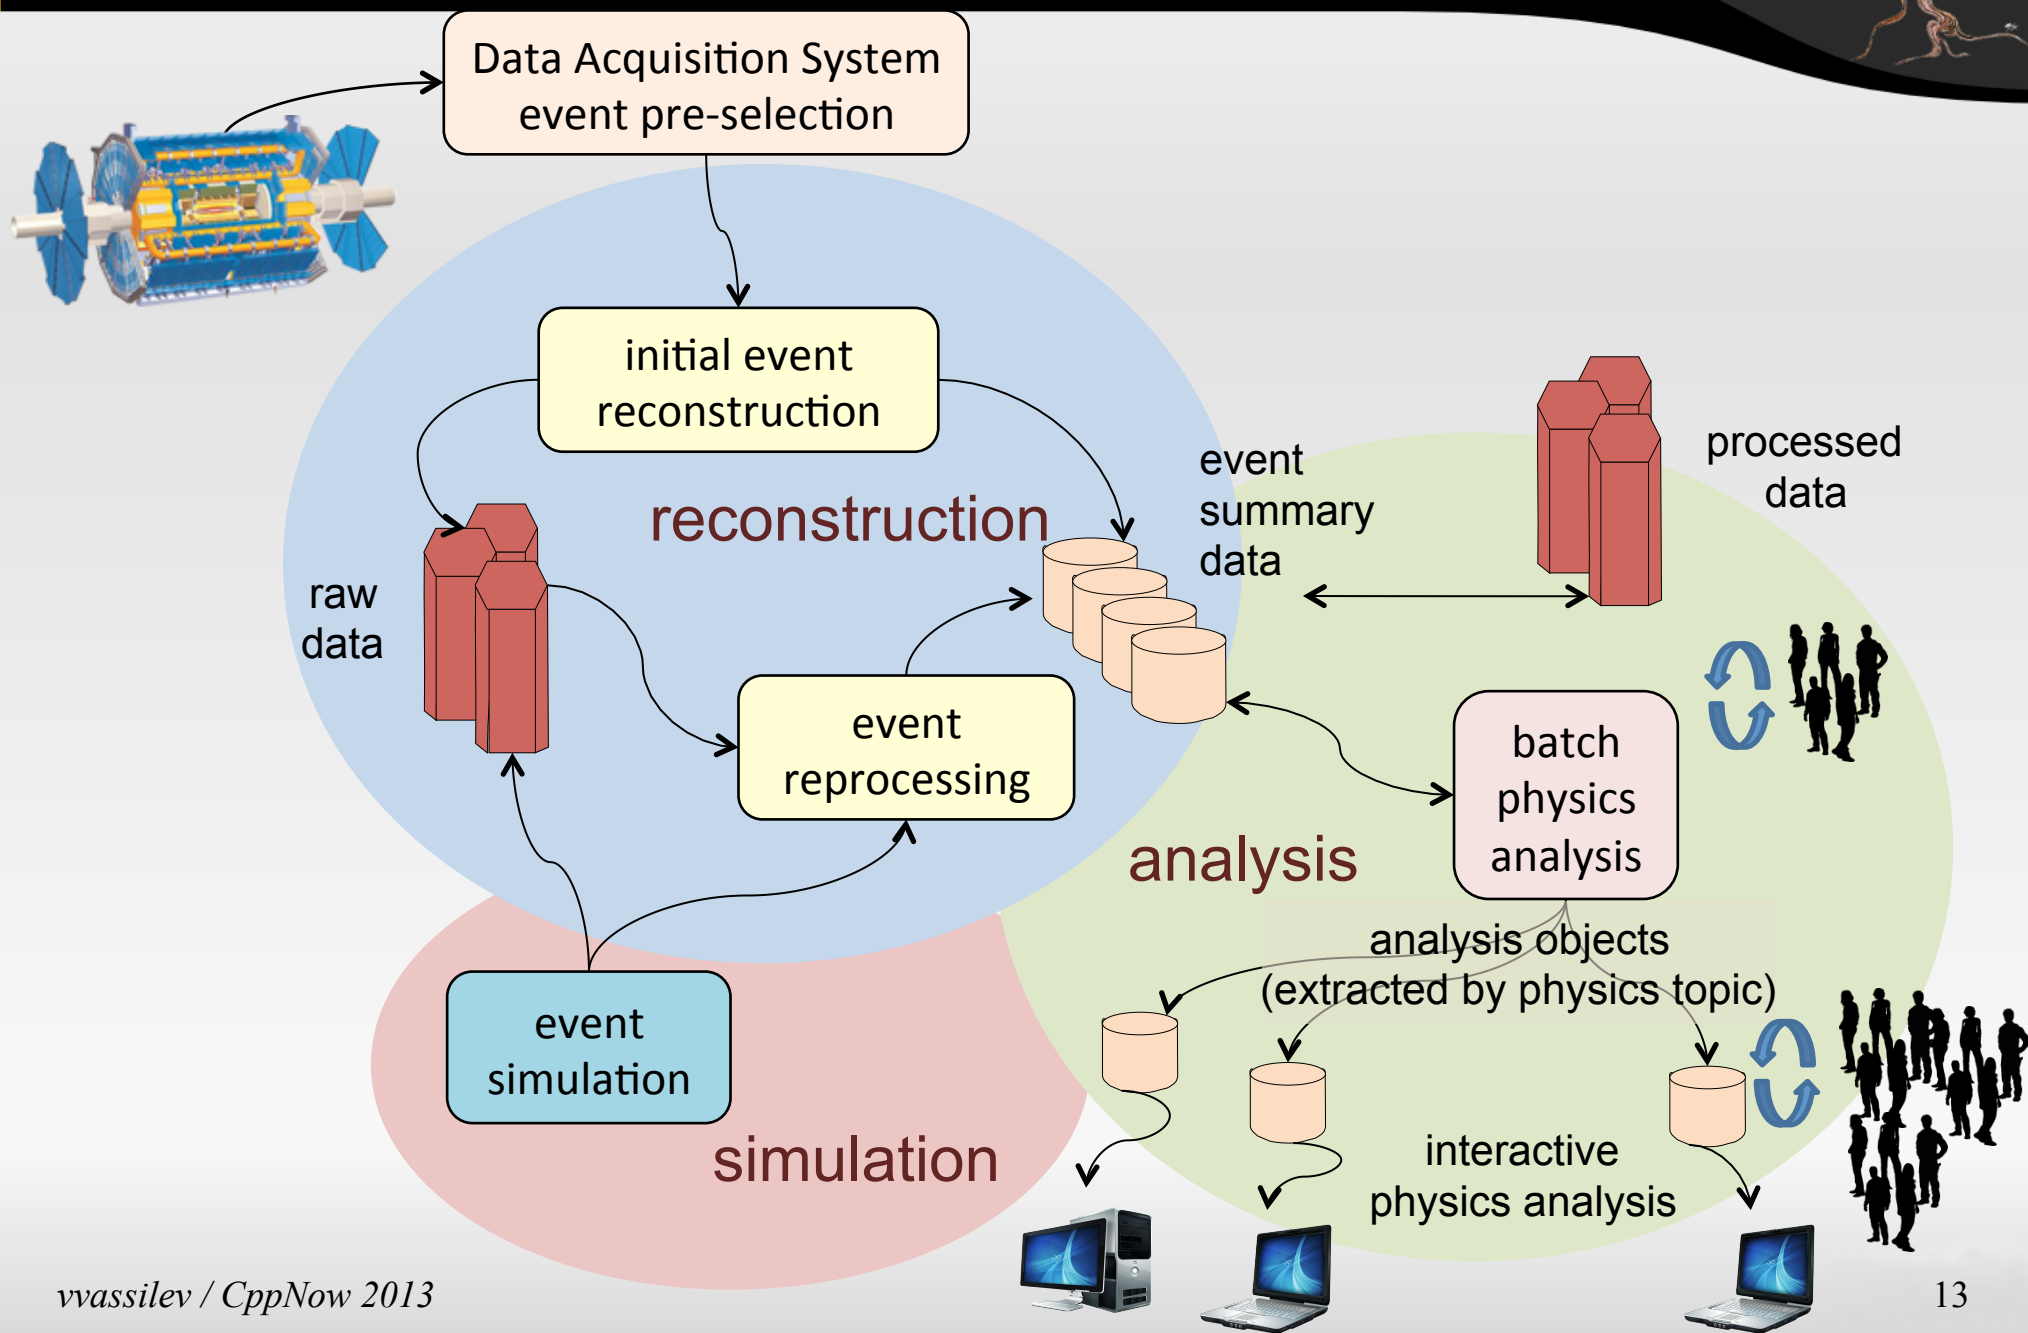 Data Acquisition System
event pre-selection
initial event
reconstruction
reconstruction
event
summary
data
processed
data
raw
data
event
reprocessing
batch
physics
analysis
analysis
analysis objects
(extracted by physics topic)
event
simulation
simulation
interactive
physics analysis
vvassilev / CppNow 2013
13